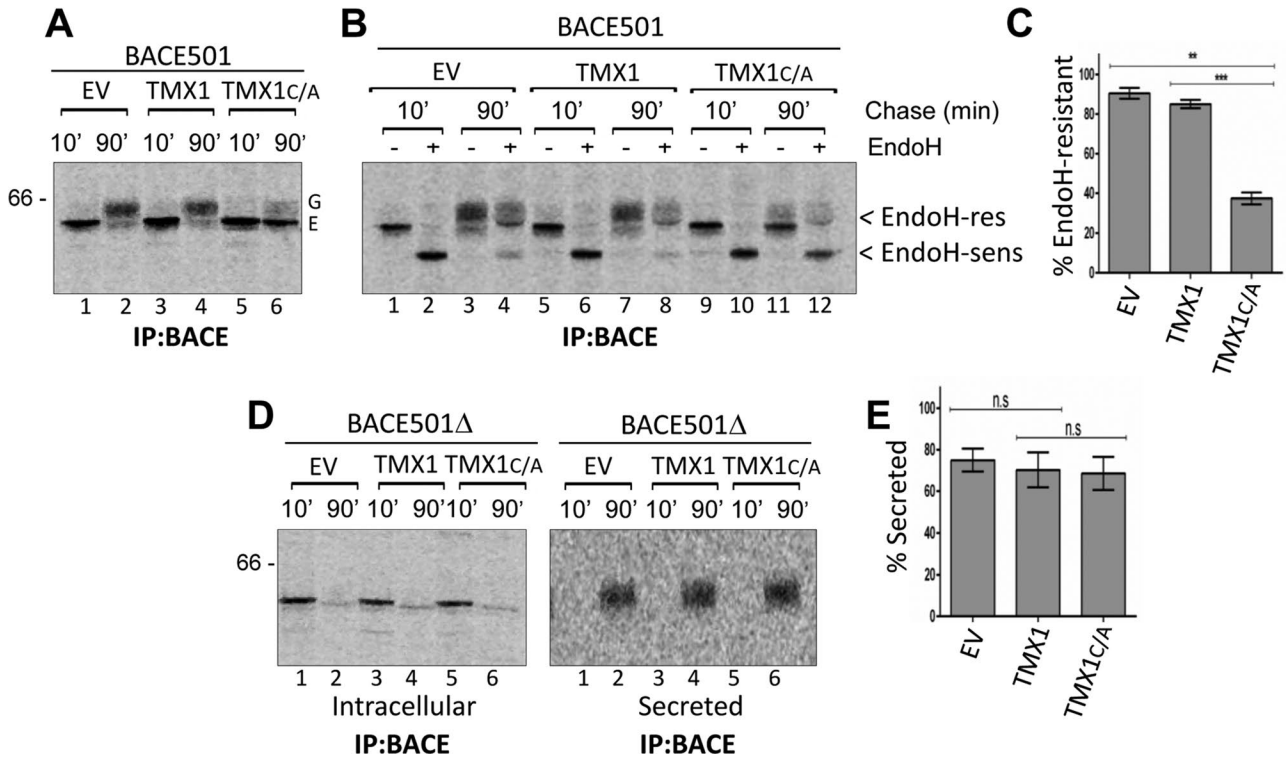 A
BACE501
EV TMX1 TMX1C/A
10’ 90’ 10’ 90’ 10’ 90’
66 -
G
E
1 2 3 4 5 6
IP:BACE
B
BACE501
EV TMX1 TMX1C/A
10’ 90’ 10’ 90’ 10’ 90’ Chase (min)
- + - + - + - + - + - + EndoH
< EndoH-res
< EndoH-sens
1 2 3 4 5 6 7 8 9 10 11 12
IP:BACE
C
% EndoH-resistant
**
***
100
80
60
40
20
0
EV TMX1 TMX1C/A
D
BACE501Δ BACE501Δ
EV TMX1 TMX1C/A EV TMX1 TMX1C/A
10’ 90’ 10’ 90’ 10’ 90’ 10’ 90’ 10’ 90’ 10’ 90’
66 -
1 2 3 4 5 6 1 2 3 4 5 6
Intracellular Secreted
IP:BACE IP:BACE
E
% Secreted
n.s
n.s
100
80
60
40
20
0
EV TMX1 TMX1C/A